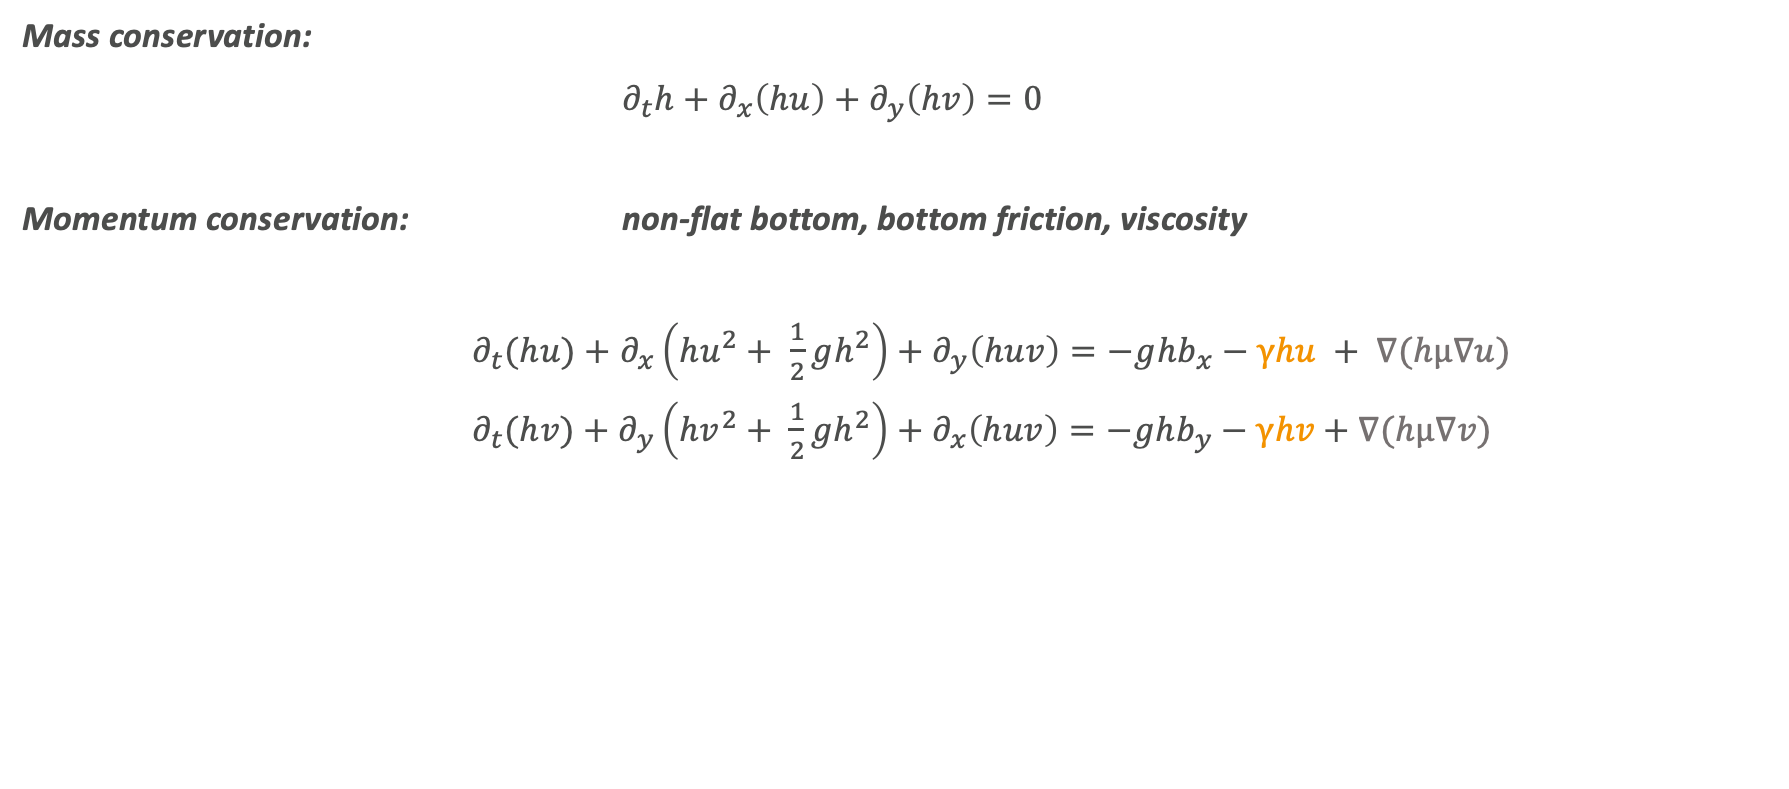 Mass conservation:
∂ₜh + ∂ₓ(hu) + ∂ᵧ(hv) = 0
Momentum conservation: non-flat bottom, bottom friction, viscosity
∂ₜ(hu) + ∂ₓ(hu² + ½gh²) + ∂ᵧ(huv) = −ghbₓ − γhu + ∇(hμ∇u)
∂ₜ(hv) + ∂ᵧ(hv² + ½gh²) + ∂ₓ(huv) = −ghbᵧ − γhv + ∇(hμ∇v)